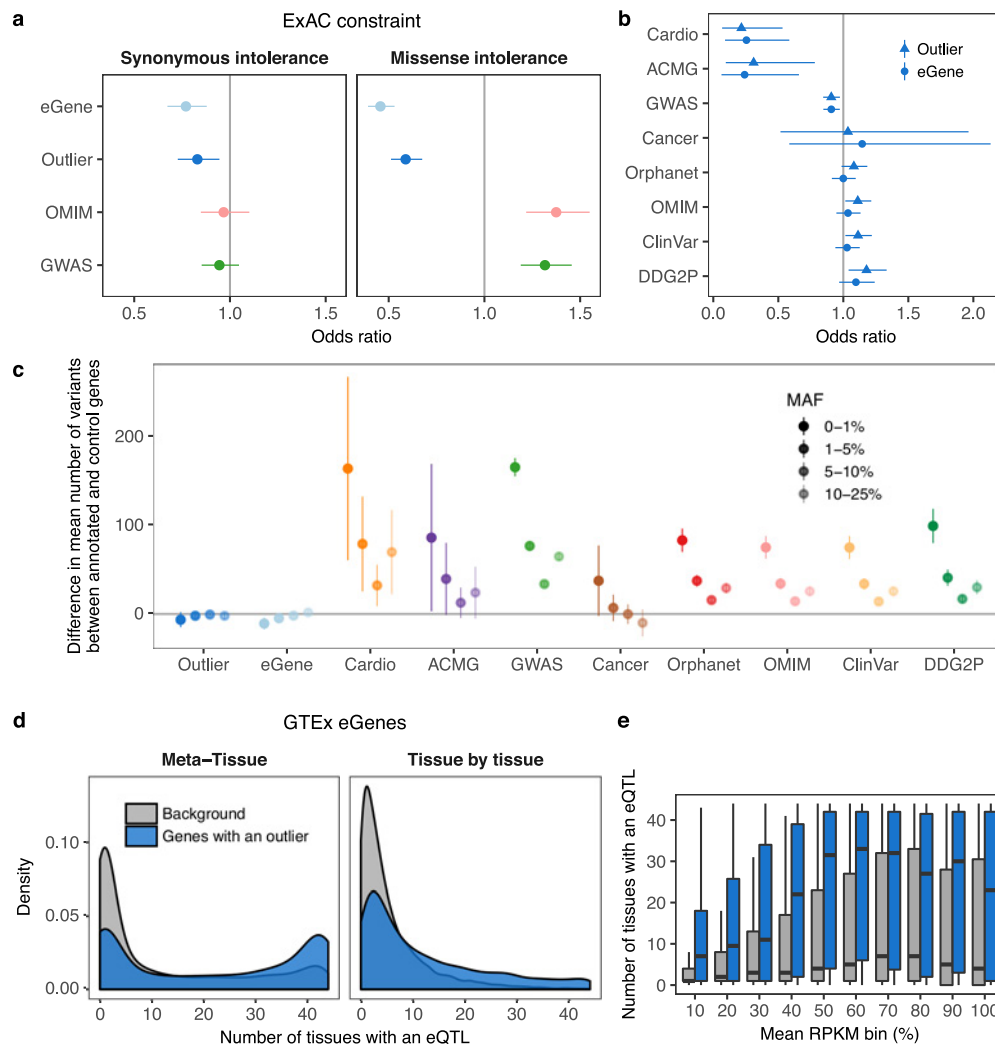 a
ExAC constraint
Synonymous intolerance
Missense intolerance
eGene
Outlier
OMIM
GWAS
0.5 1.0 1.5 0.5 1.0 1.5
Odds ratio
Odds ratio
b
Cardio
ACMG
GWAS
Cancer
Orphanet
OMIM
ClinVar
DDG2P
Outlier
eGene
0.0 0.5 1.0 1.5 2.0
Odds ratio
c
Difference in mean number of variants
between annotated and control genes
200
100
0
MAF
0–1%
1–5%
5–10%
10–25%
Outlier eGene Cardio ACMG GWAS Cancer Orphanet OMIM ClinVar DDG2P
d
GTEx eGenes
Meta–Tissue
Tissue by tissue
Background
Genes with an outlier
Density
0.10
0.05
0.00
0 10 20 30 40 0 10 20 30 40
Number of tissues with an eQTL
e
Number of tissues with an eQTL
40
30
20
10
0
10 20 30 40 50 60 70 80 90 100
Mean RPKM bin (%)